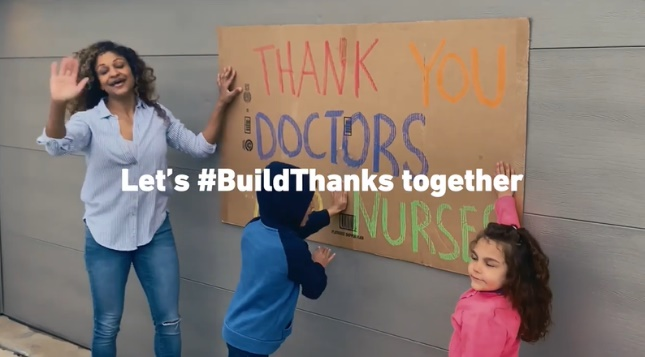 THANK YOU
DOCTORS
Let's #BuildThanks together
NURSES